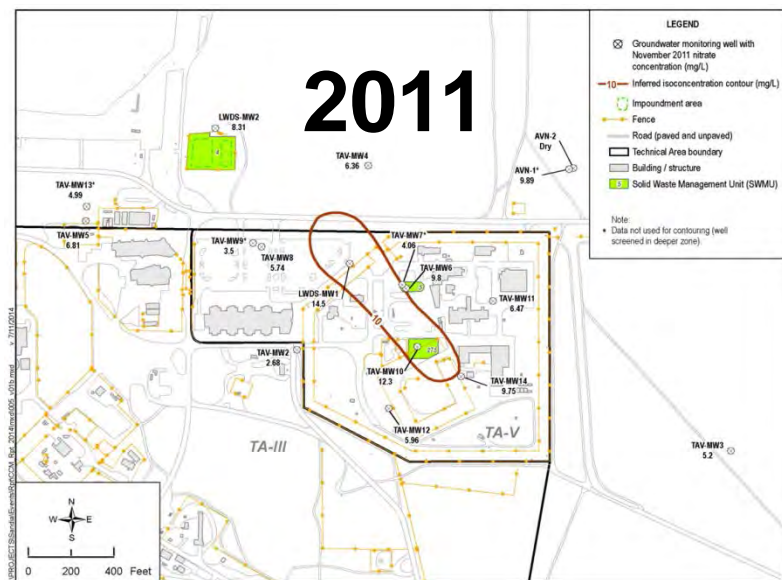 2011
LEGEND
Groundwater monitoring well with
November 2011 nitrate
concentration (mg/L)
10 Inferred isoconcentration contour (mg/L)
Impoundment area
Fence
Road (paved and unpaved)
Technical Area boundary
Building / structure
Solid Waste Management Unit (SWMU)
Note:
* Data not used for contouring (well
screened in deeper zone).
LWDS-MW2
8.31
TAV-MW4
6.36
AVN-2
Dry
AVN-1*
9.89
TAV-MW13*
4.99
TAV-MW5*
6.81
TAV-MW9*
3.5
TAV-MW8
5.74
TAV-MW7*
4.06
TAV-MW6
9.8
LWDS-MW1
14.5
TAV-MW11
6.47
10
TAV-MW2
2.68
TAV-MW10
12.3
TAV-MW14
9.75
TAV-MW12
5.96
TA-III
TA-V
TAV-MW3
5.2
N
W E
S
0 200 400 Feet